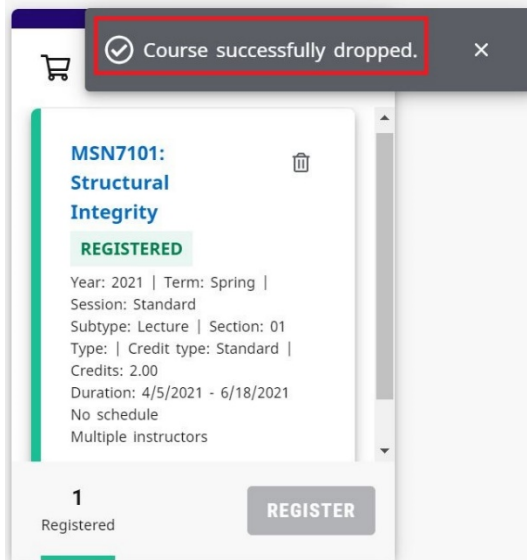 Course successfully dropped.
MSN7101:
Structural
Integrity
REGISTERED
Year: 2021 | Term: Spring |
Session: Standard
Subtype: Lecture | Section: 01
Type: | Credit type: Standard |
Credits: 2.00
Duration: 4/5/2021 - 6/18/2021
No schedule
Multiple instructors
1
Registered
REGISTER